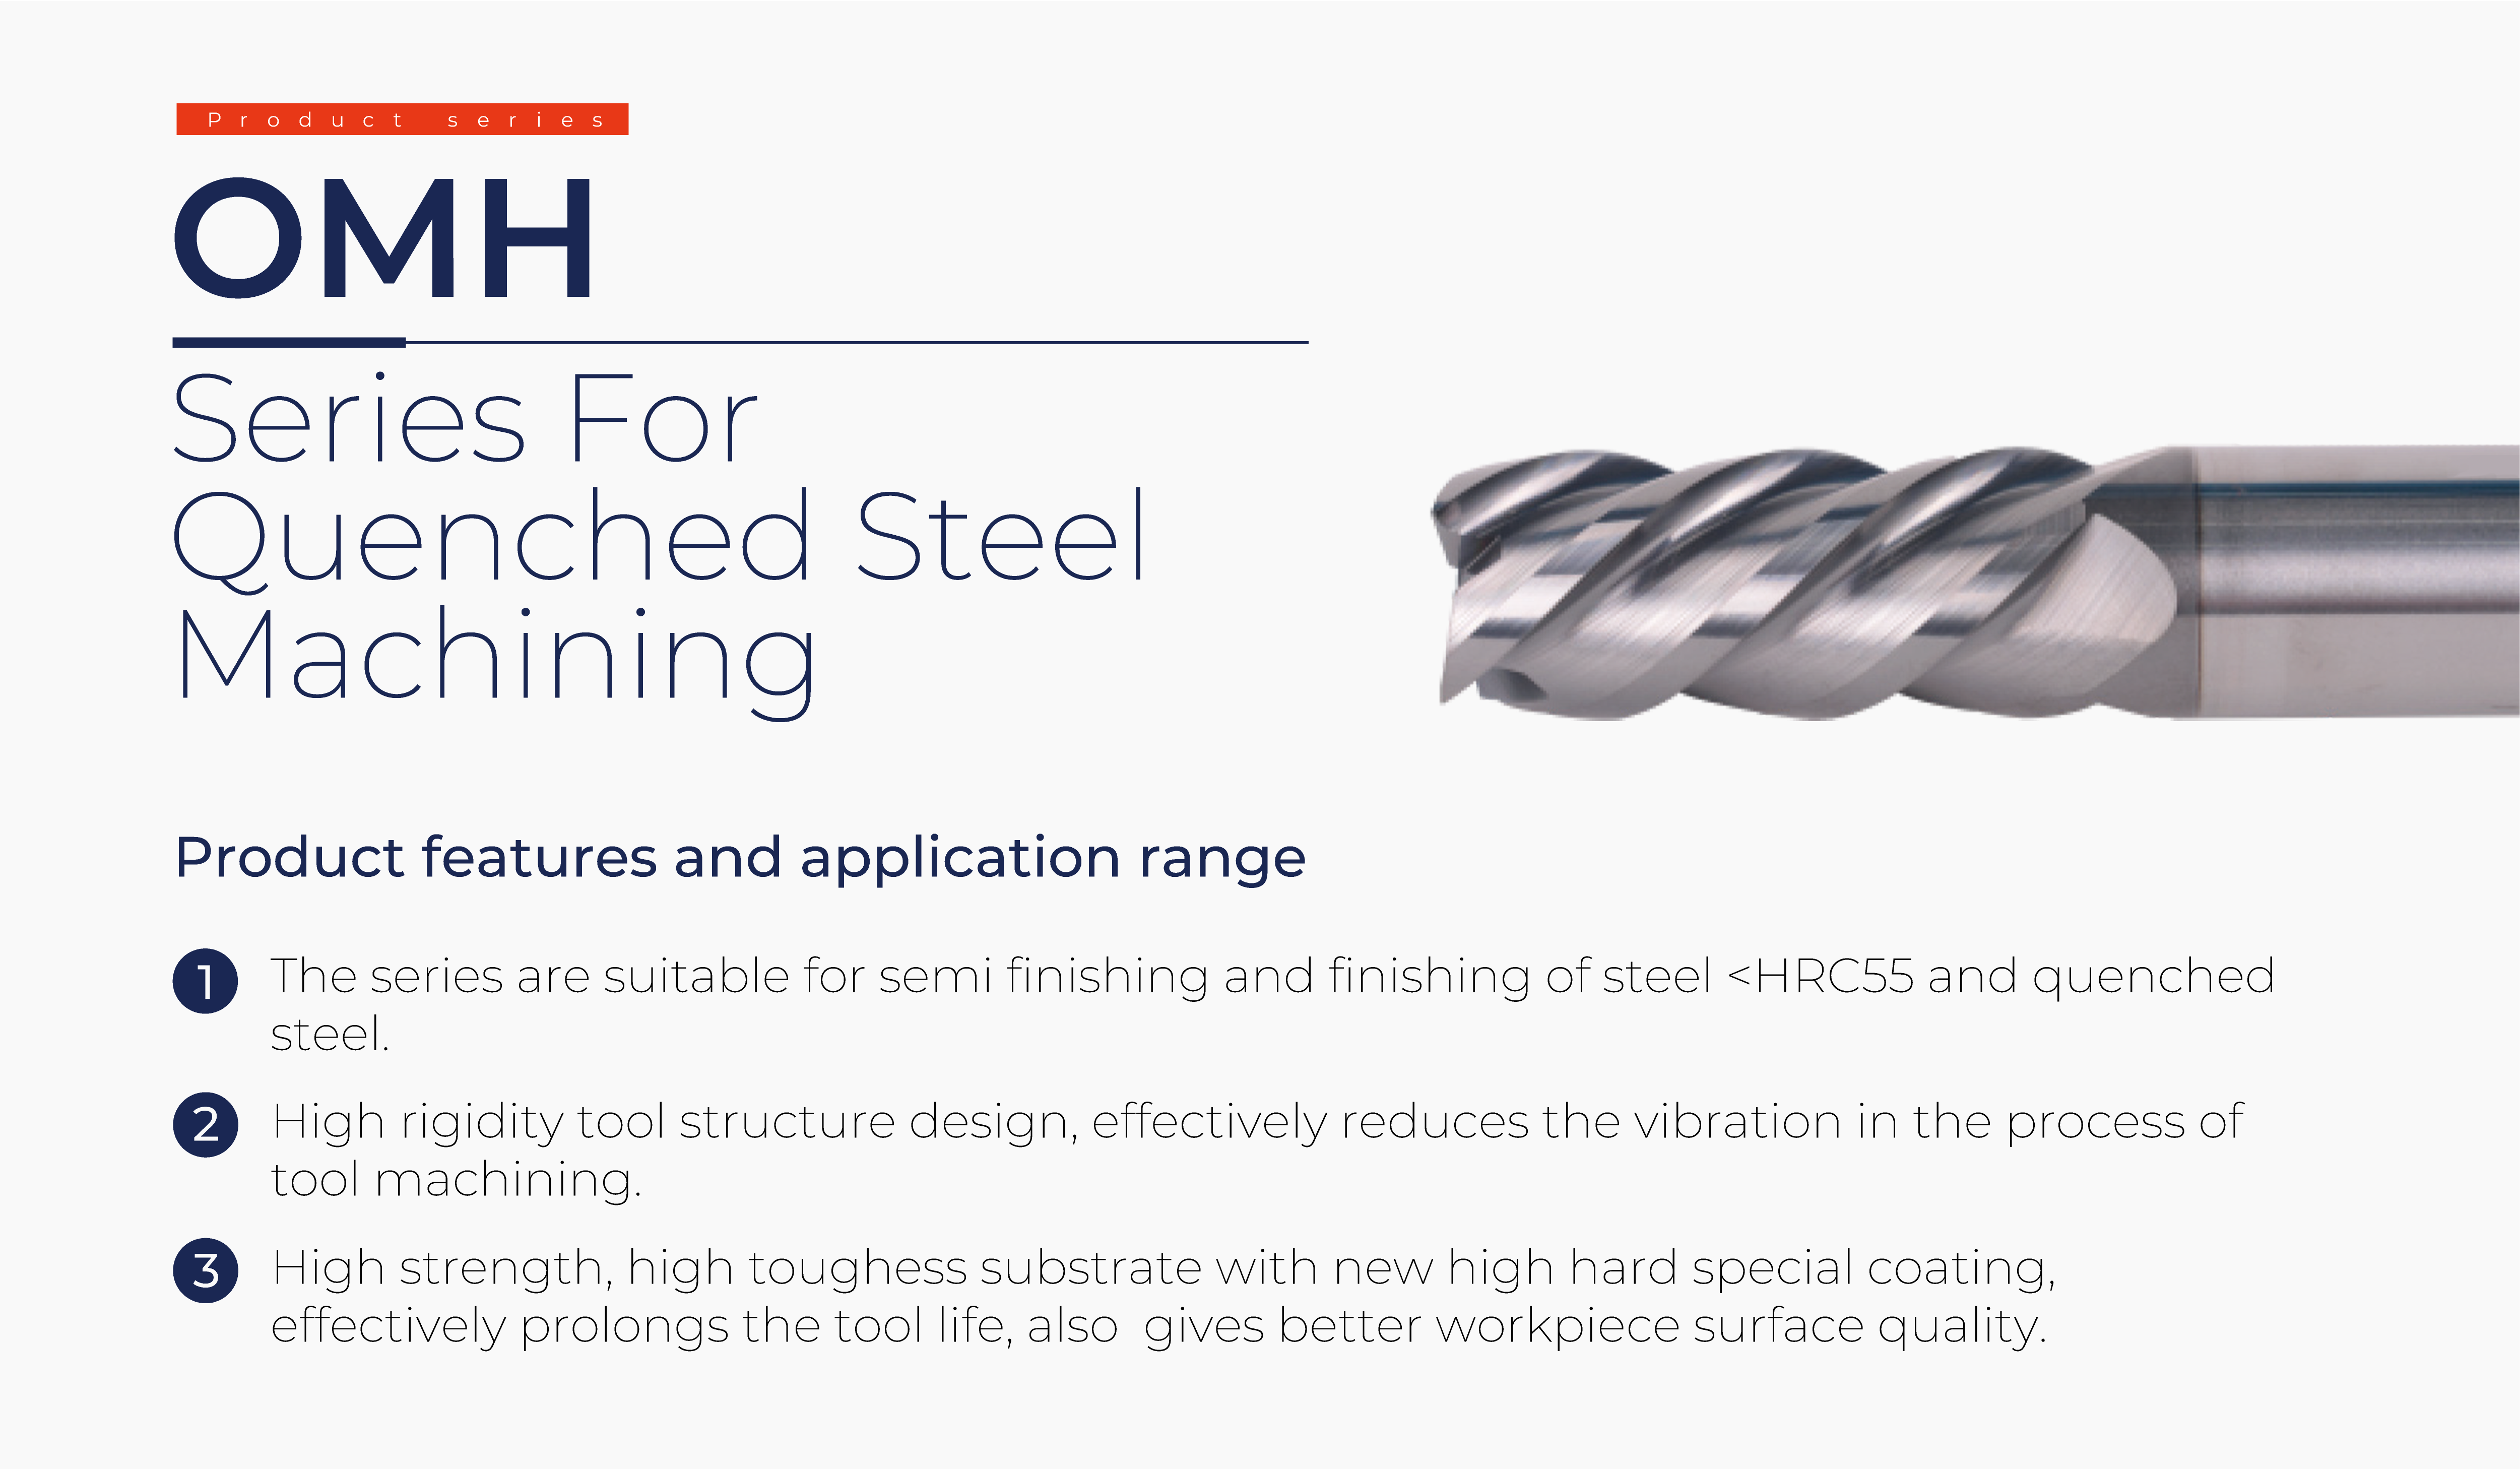 Product series
OMH
Series For
Quenched Steel
Machining
Product features and application range
1 The series are suitable for semi finishing and finishing of steel <HRC55 and quenched
steel.
2 High rigidity tool structure design, effectively reduces the vibration in the process of
tool machining.
3 High strength, high toughess substrate with new high hard special coating,
effectively prolongs the tool life, also  gives better workpiece surface quality.